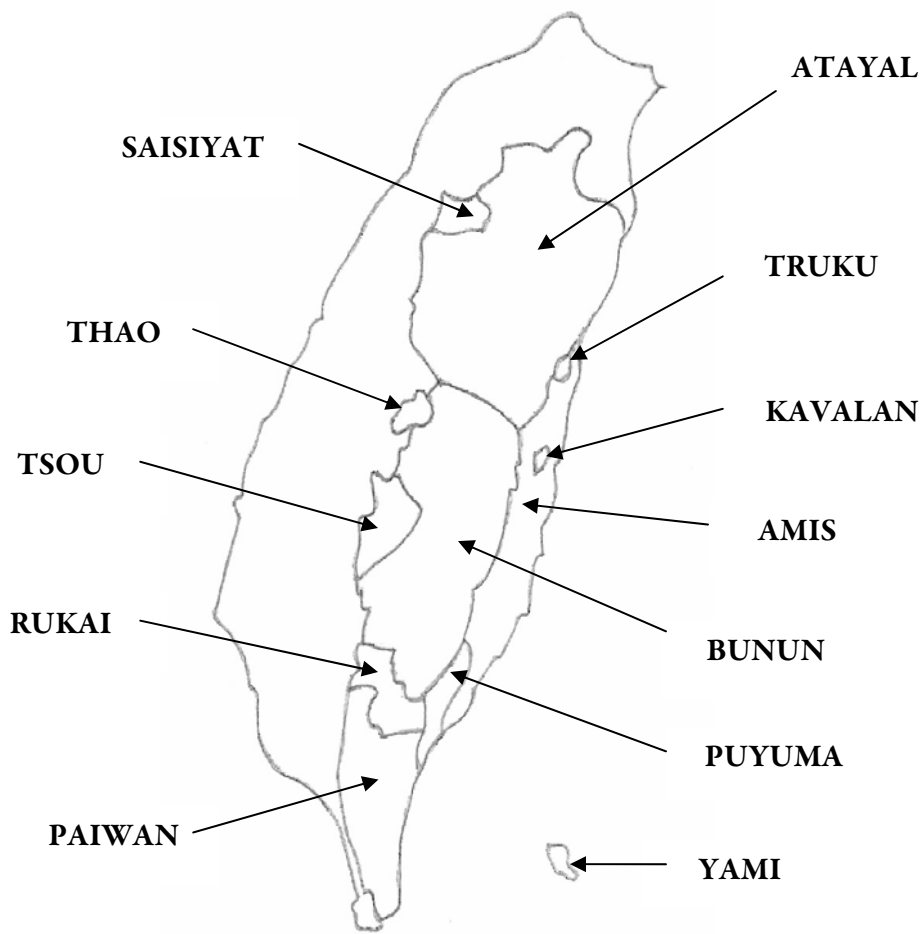 ATAYAL
SAISIYAT
TRUKU
THAO
KAVALAN
TSOU
AMIS
RUKAI
BUNUN
PUYUMA
PAIWAN
YAMI